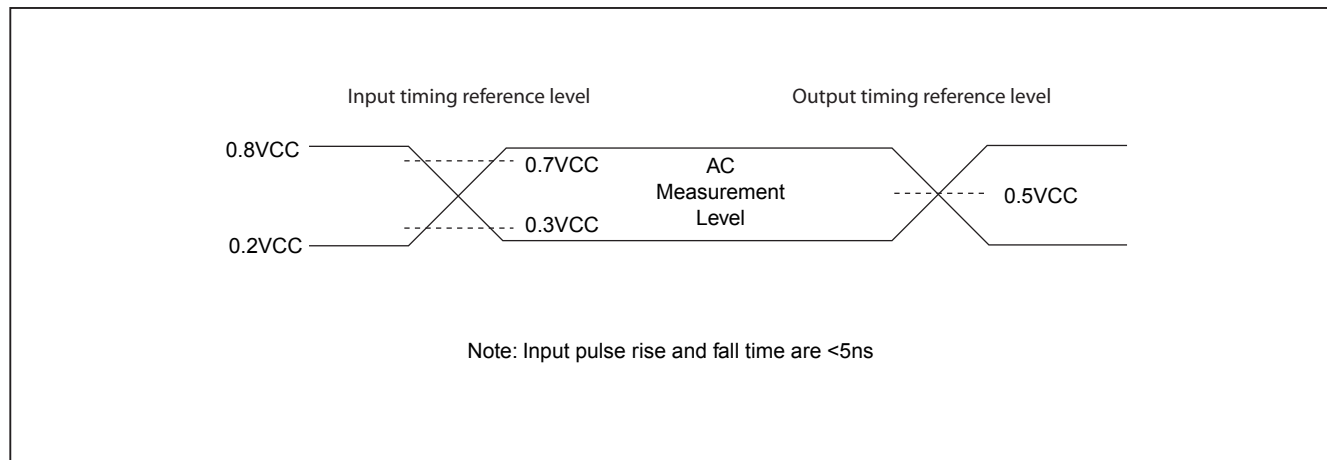 Input timing reference level
Output timing reference level
0.8VCC
0.7VCC
AC
Measurement
Level
0.5VCC
0.3VCC
0.2VCC
Note: Input pulse rise and fall time are <5ns